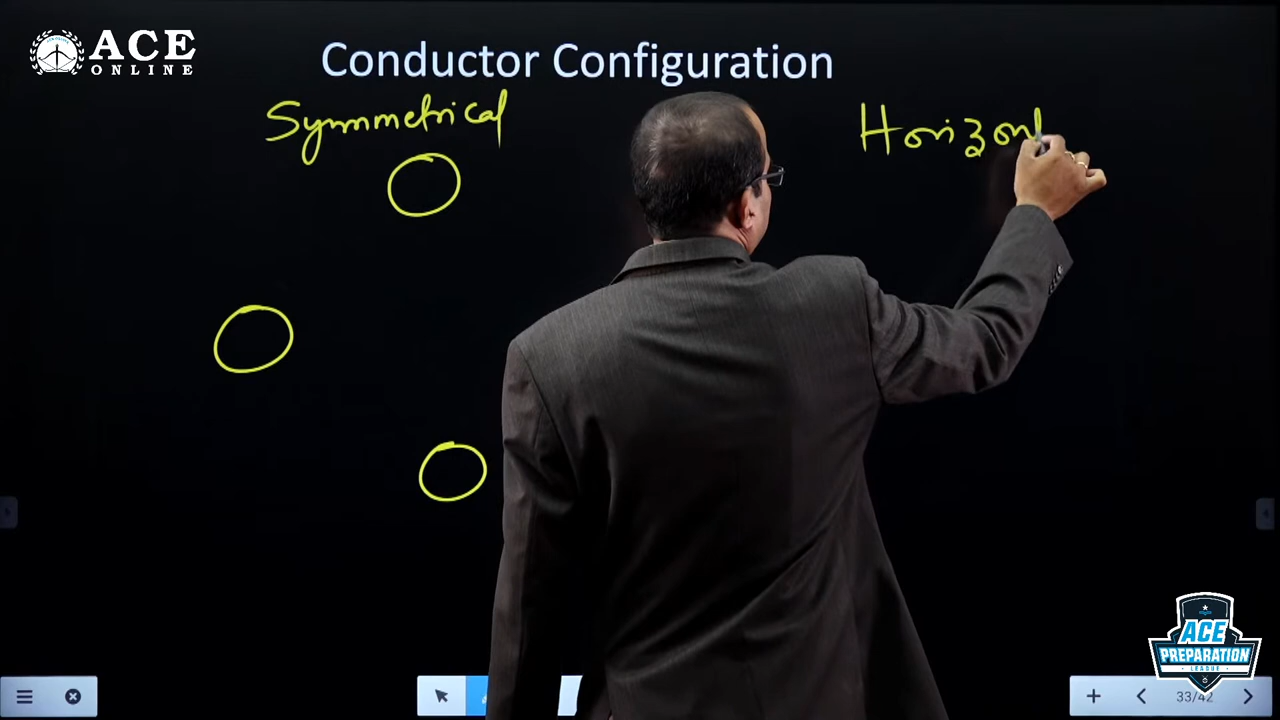 ACE
ONLINE
Conductor Configuration
Symmetrical
Horizont
ACE
PREPARATION
LEAGUE
33/42